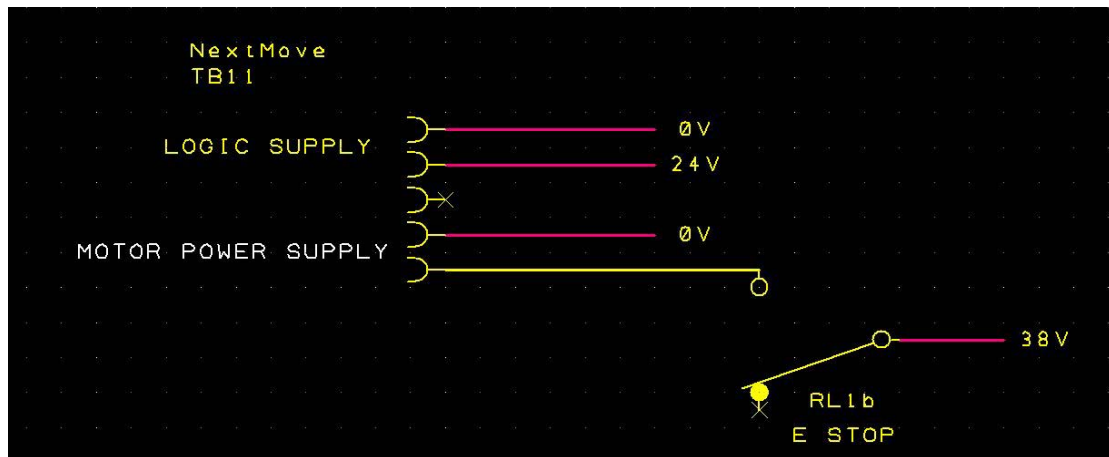 NextMove
TB11
0V
LOGIC SUPPLY
24V
0V
MOTOR POWER SUPPLY
38V
RL1b
E STOP